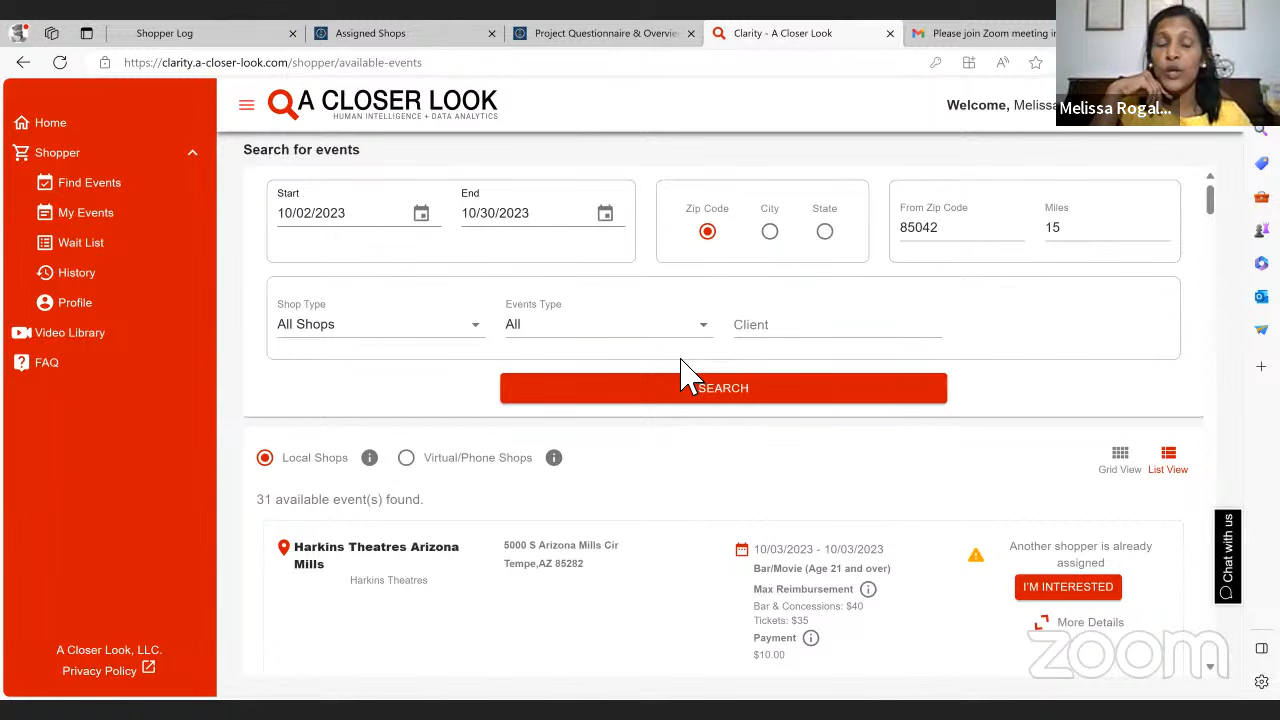 Shopper Log
Assigned Shops
Project Questionnaire & Overvie
Clarity - A Closer Look
Please join Zoom meeting in
https://clarity.a-closer-look.com/shopper/available-events
Melissa Rogal...
Home
Shopper
Find Events
My Events
Wait List
History
Profile
Video Library
FAQ
A Closer Look, LLC.
Privacy Policy
A CLOSER LOOK
HUMAN INTELLIGENCE + DATA ANALYTICS
Welcome, Melissa
Search for events
Start
10/02/2023
End
10/30/2023
Zip Code
City
State
From Zip Code
85042
Miles
15
Shop Type
All Shops
Events Type
All
Client
SEARCH
Local Shops
Virtual/Phone Shops
Grid View
List View
31 available event(s) found.
Harkins Theatres Arizona
Mills
Harkins Theatres
5000 S Arizona Mills Cir
Tempe,AZ 85282
10/03/2023 - 10/03/2023
Bar/Movie (Age 21 and over)
Max Reimbursement
Bar & Concessions: $40
Tickets: $35
Payment
$10.00
Another shopper is already
assigned
I'M INTERESTED
More Details
Chat with us
zoom